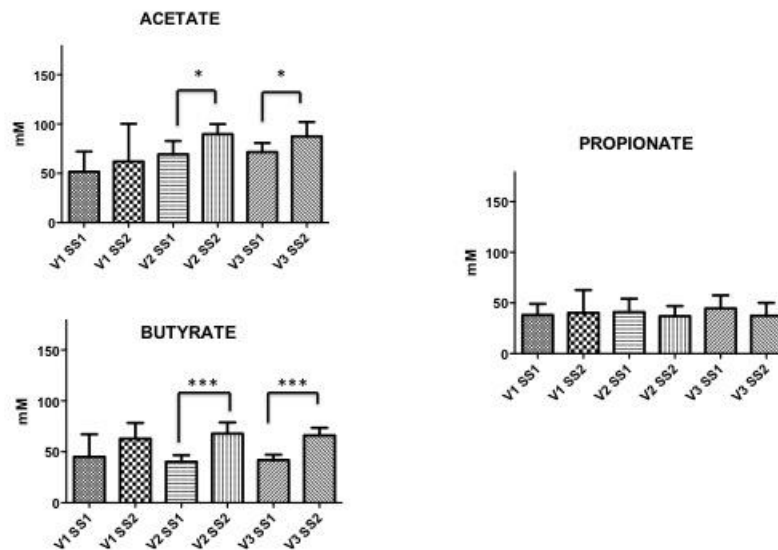 ACETATE
*
*
150
100
50
0
mM
V1 SS1
V1 SS2
V2 SS1
V2 SS2
V3 SS1
V3 SS2
BUTYRATE
***
***
150
100
50
0
mM
V1 SS1
V1 SS2
V2 SS1
V2 SS2
V3 SS1
V3 SS2
PROPIONATE
150
100
50
0
mM
V1 SS1
V1 SS2
V2 SS1
V2 SS2
V3 SS1
V3 SS2